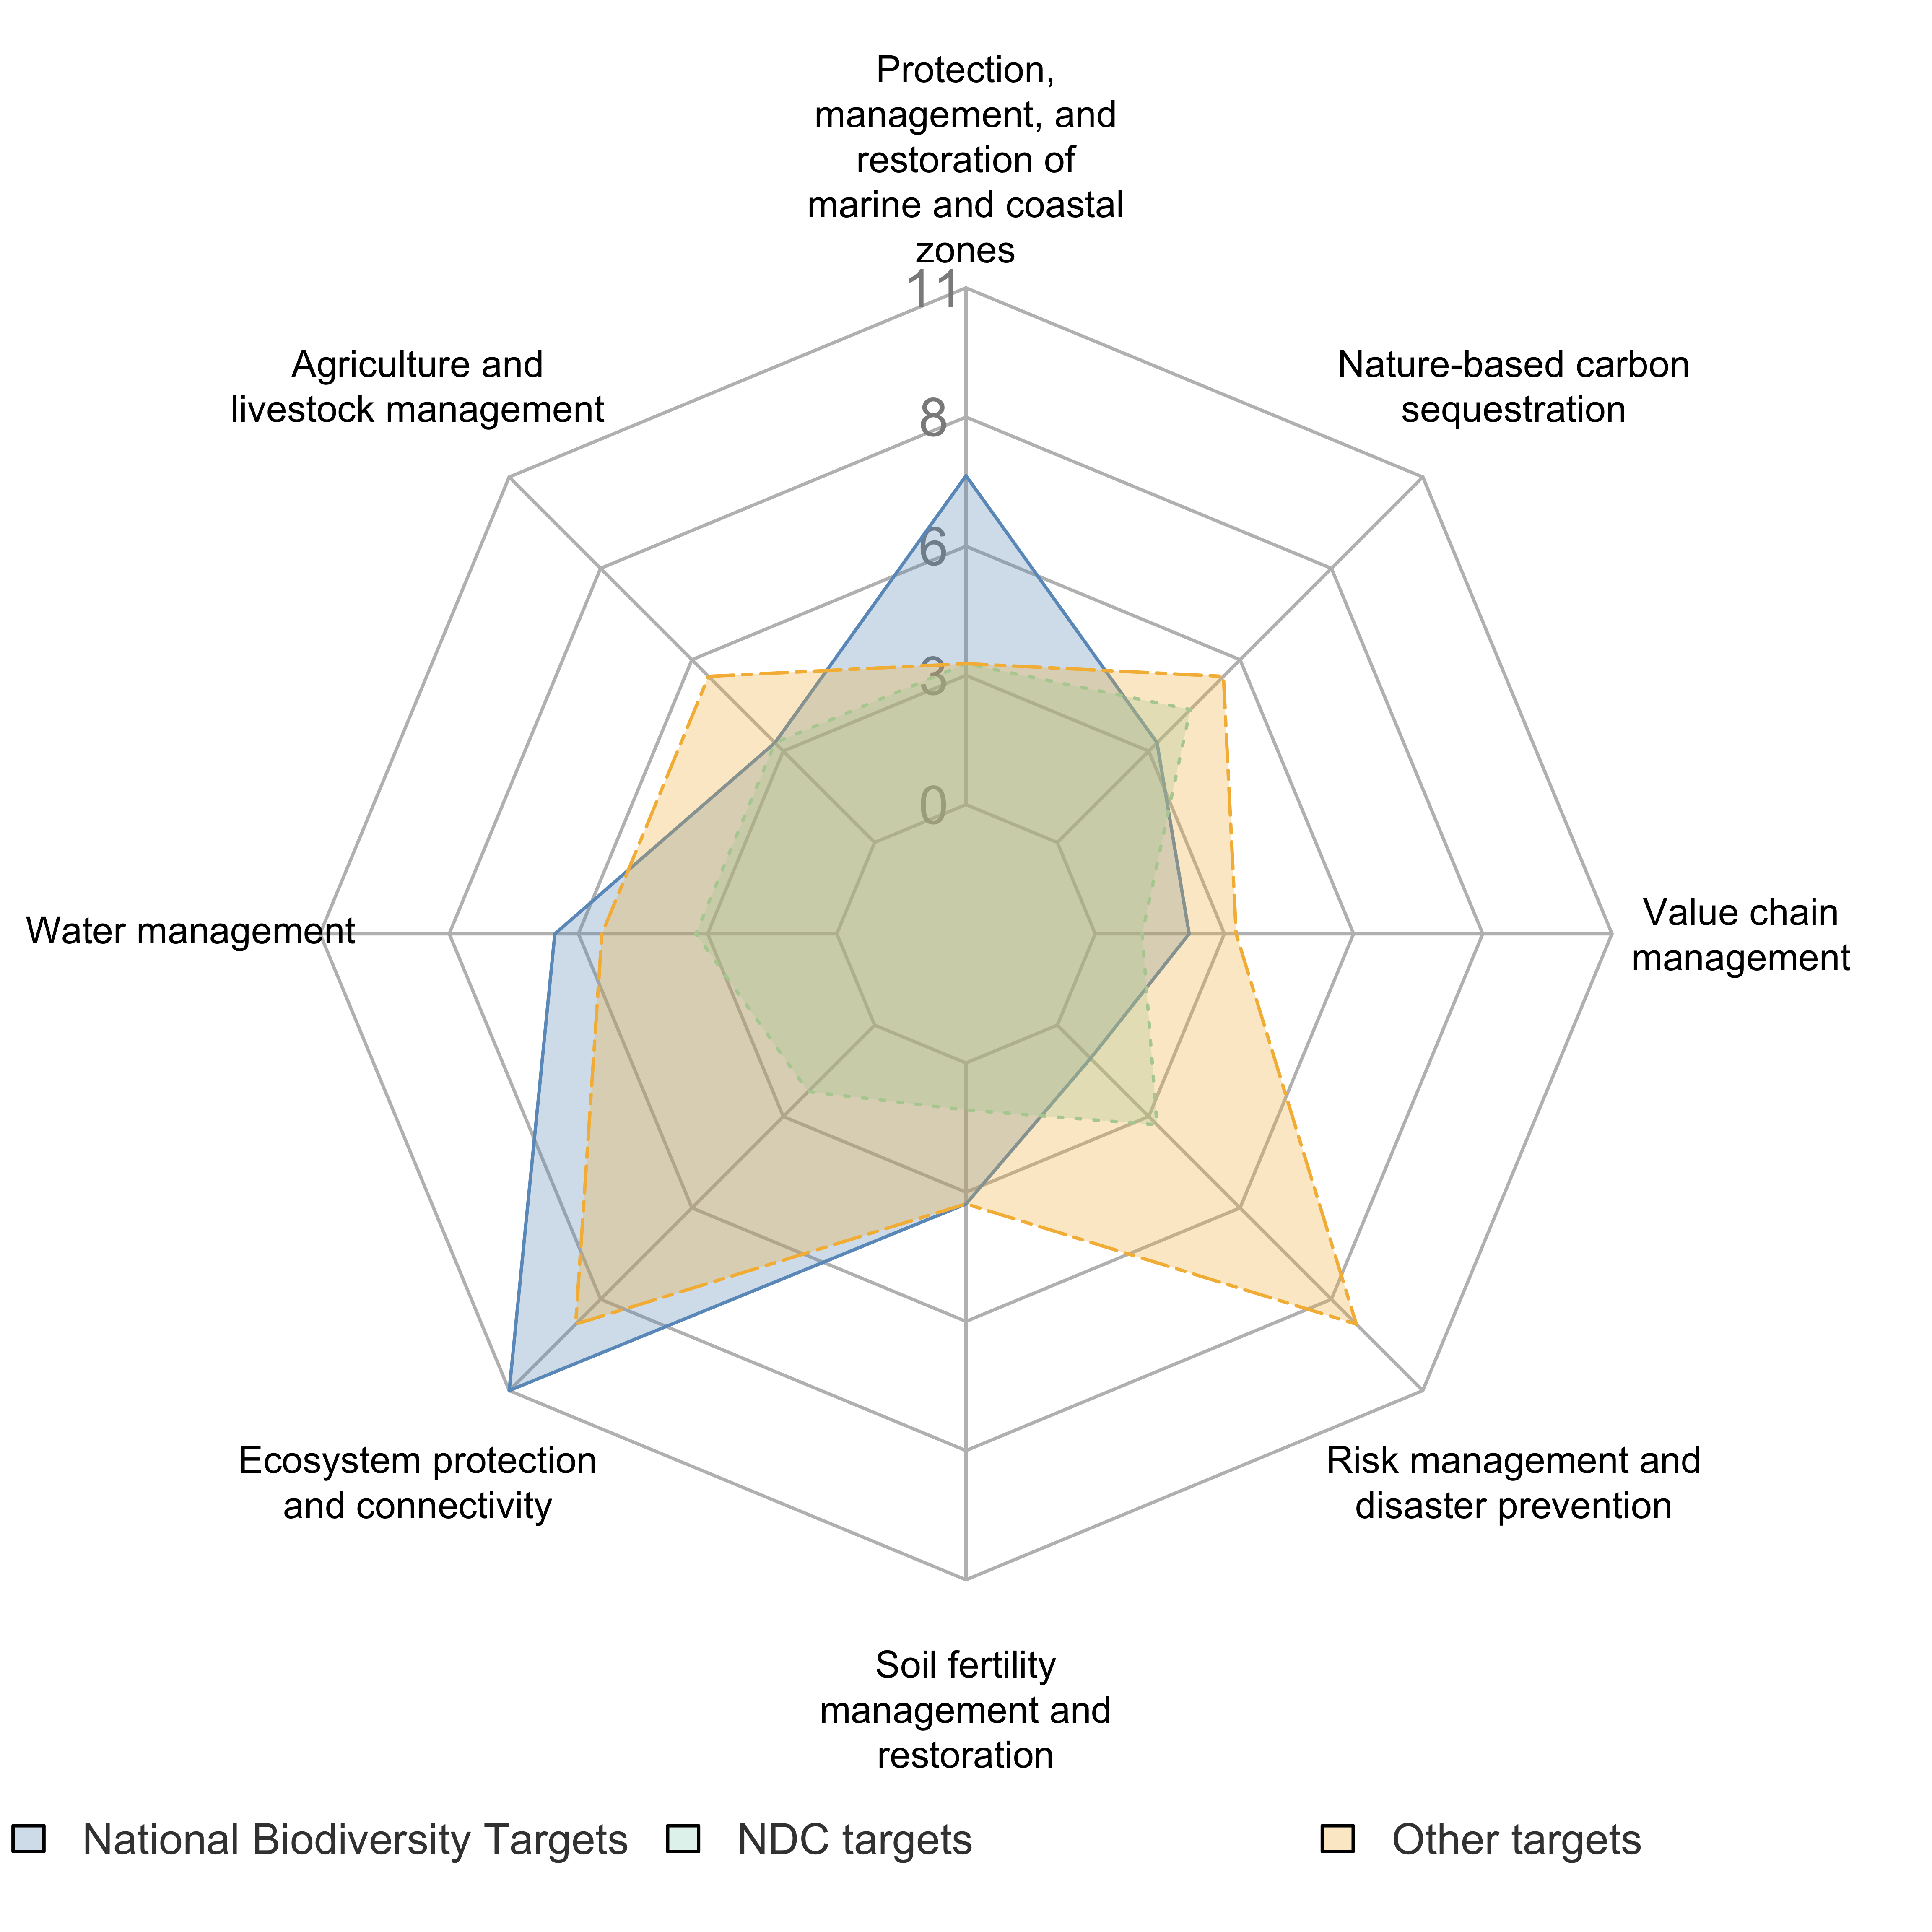 Protection,
management, and
restoration of
marine and coastal
zones
11
Agriculture and
livestock management
Nature-based carbon
sequestration
8
6
3
0
Water management
Value chain
management
Ecosystem protection
and connectivity
Risk management and
disaster prevention
Soil fertility
management and
restoration
National Biodiversity Targets
NDC targets
Other targets